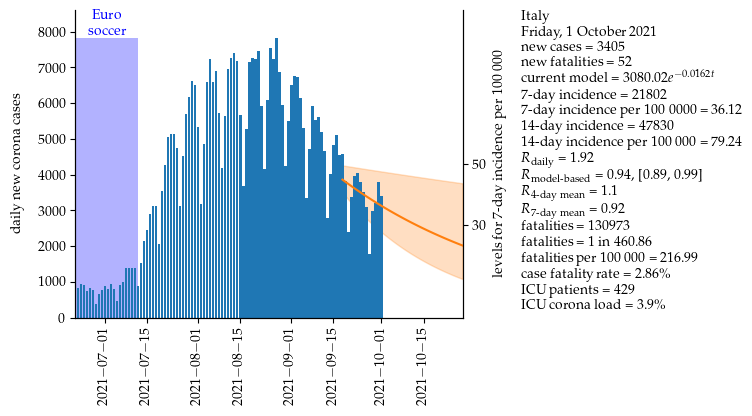 Euro
soccer
8000
7000
6000
5000
4000
3000
2000
1000
0
daily new corona cases
50
30
levels for 7-day incidence per 100 000
2021−07−01
2021−07−15
2021−08−01
2021−08−15
2021−09−01
2021−09−15
2021−10−01
2021−10−15
Italy
Friday, 1 October 2021
new cases = 3405
new fatalities = 52
current model = 3080.02e^−0.0162t
7-day incidence = 21802
7-day incidence per 100 0000 = 36.12
14-day incidence = 47830
14-day incidence per 100 000 = 79.24
R daily = 1.92
R model-based = 0.94, [0.89, 0.99]
R 4-day mean = 1.1
R 7-day mean = 0.92
fatalities = 130973
fatalities = 1 in 460.86
fatalities per 100 000 = 216.99
case fatality rate = 2.86%
ICU patients = 429
ICU corona load = 3.9%